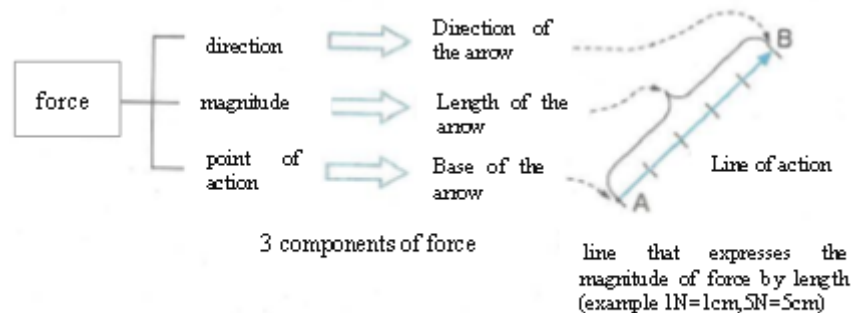 force
direction
Direction of
the arrow
magnitude
Length of the
arrow
point of
action
Base of the
arrow
B
A
Line of action
3 components of force
line that expresses the
magnitude of force by length
(example 1N=1cm,5N=5cm)